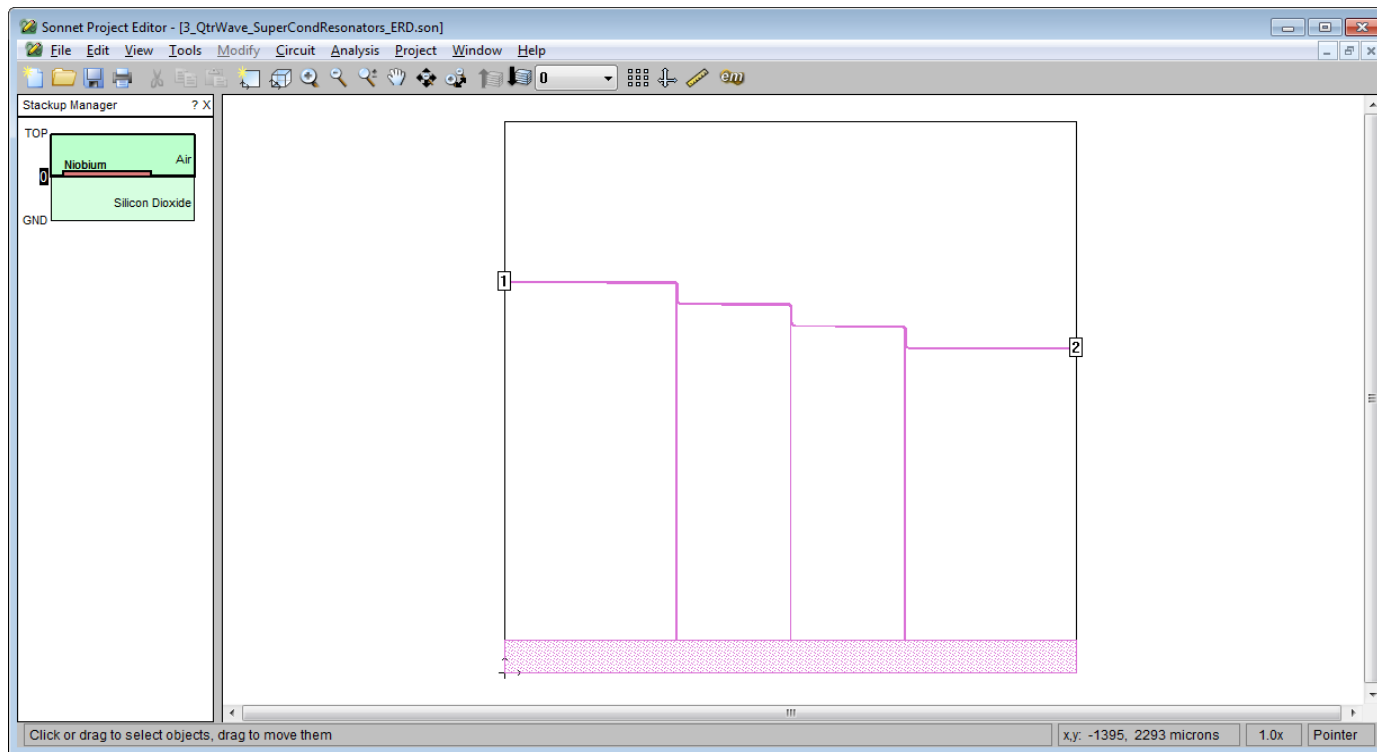 Sonnet Project Editor - [3_QtrWave_SuperCondResonators_ERD.son]
File Edit View Tools Modify Circuit Analysis Project Window Help
0
Stackup Manager ? X
TOP
Niobium Air
0
Silicon Dioxide
GND
1
2
Click or drag to select objects, drag to move them x,y: -1395, 2293 microns 1.0x Pointer